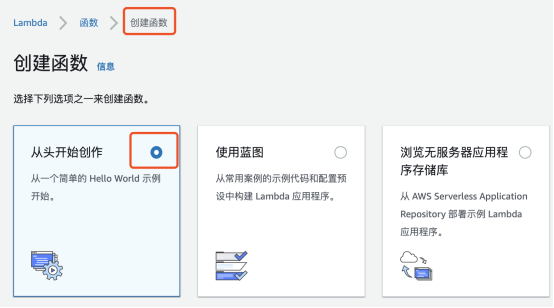 Lambda > 函数 > 创建函数
创建函数 信息
选择下列选项之一来创建函数。
从头开始创作
从一个简单的 Hello World 示例
开始。
使用蓝图
从常用案例的示例代码和配置预
设中构建 Lambda 应用程序。
浏览无服务器应用程
序存储库
从 AWS Serverless Application
Repository 部署示例 Lambda
应用程序。